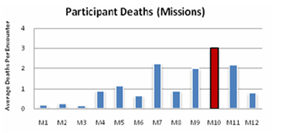 Participant Deaths (Missions)
Average Deaths Per Encounter
4
3
2
1
0
M1 M2 M3 M4 M5 M6 M7 M8 M9 M10 M11 M12